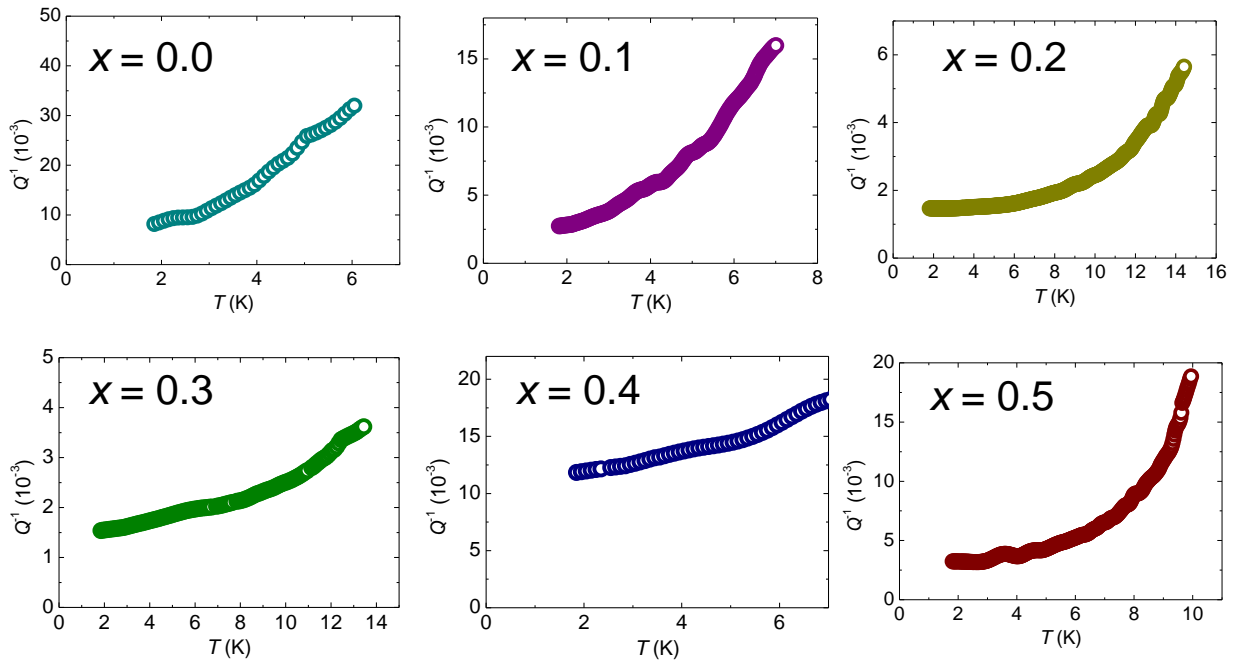 x = 0.0
Q⁻¹ (10⁻³)
50
40
30
20
10
0
0 2 4 6
T (K)
x = 0.1
Q⁻¹ (10⁻³)
15
10
5
0
0 2 4 6 8
T (K)
x = 0.2
Q⁻¹ (10⁻³)
6
4
2
0
0 2 4 6 8 10 12 14 16
T (K)
x = 0.3
Q⁻¹ (10⁻³)
5
4
3
2
1
0
0 2 4 6 8 10 12 14
T (K)
x = 0.4
Q⁻¹ (10⁻³)
20
15
10
5
0
0 2 4 6
T (K)
x = 0.5
Q⁻¹ (10⁻³)
20
15
10
5
0
0 2 4 6 8 10
T (K)